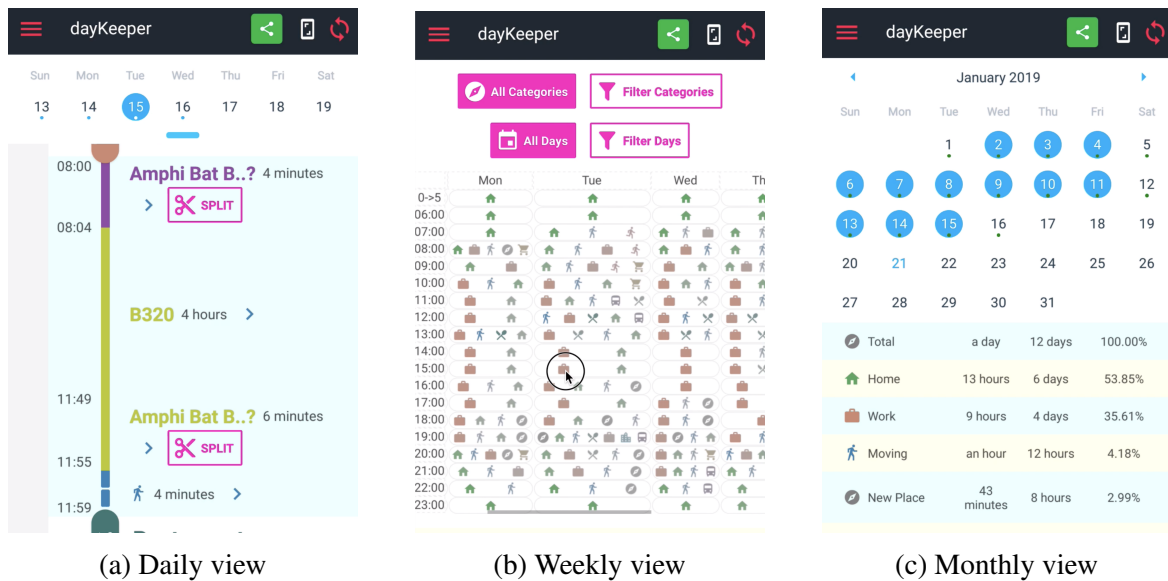 dayKeeper
Sun Mon Tue Wed Thu Fri Sat
13 14 15 16 17 18 19
08:00 Amphi Bat B..? 4 minutes
SPLIT
08:04
B320 4 hours
11:49
Amphi Bat B..? 6 minutes
SPLIT
11:55
4 minutes
11:59
(a) Daily view
dayKeeper
All Categories Filter Categories
All Days Filter Days
Mon Tue Wed Th
0->5
06:00
07:00
08:00
09:00
10:00
11:00
12:00
13:00
14:00
15:00
16:00
17:00
18:00
19:00
20:00
21:00
22:00
23:00
(b) Weekly view
dayKeeper
January 2019
Sun Mon Tue Wed Thu Fri Sat
1 2 3 4 5
6 7 8 9 10 11 12
13 14 15 16 17 18 19
20 21 22 23 24 25 26
27 28 29 30 31
Total a day 12 days 100.00%
Home 13 hours 6 days 53.85%
Work 9 hours 4 days 35.61%
Moving an hour 12 hours 4.18%
New Place 43 minutes 8 hours 2.99%
(c) Monthly view